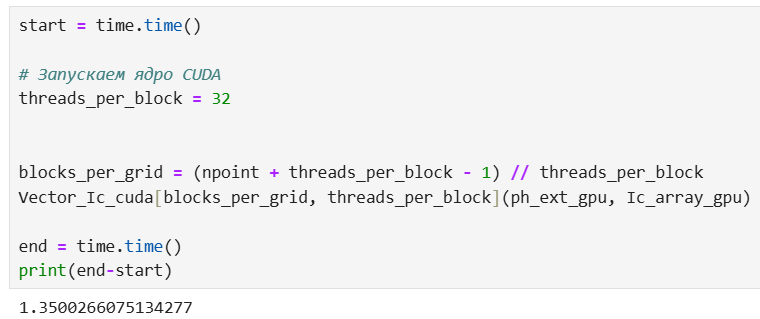 start = time.time()
# Запускаем ядро CUDA
threads_per_block = 32
blocks_per_grid = (npoint + threads_per_block - 1) // threads_per_block
Vector_Ic_cuda[blocks_per_grid, threads_per_block](ph_ext_gpu, Ic_array_gpu)
end = time.time()
print(end-start)
1.3500266075134277